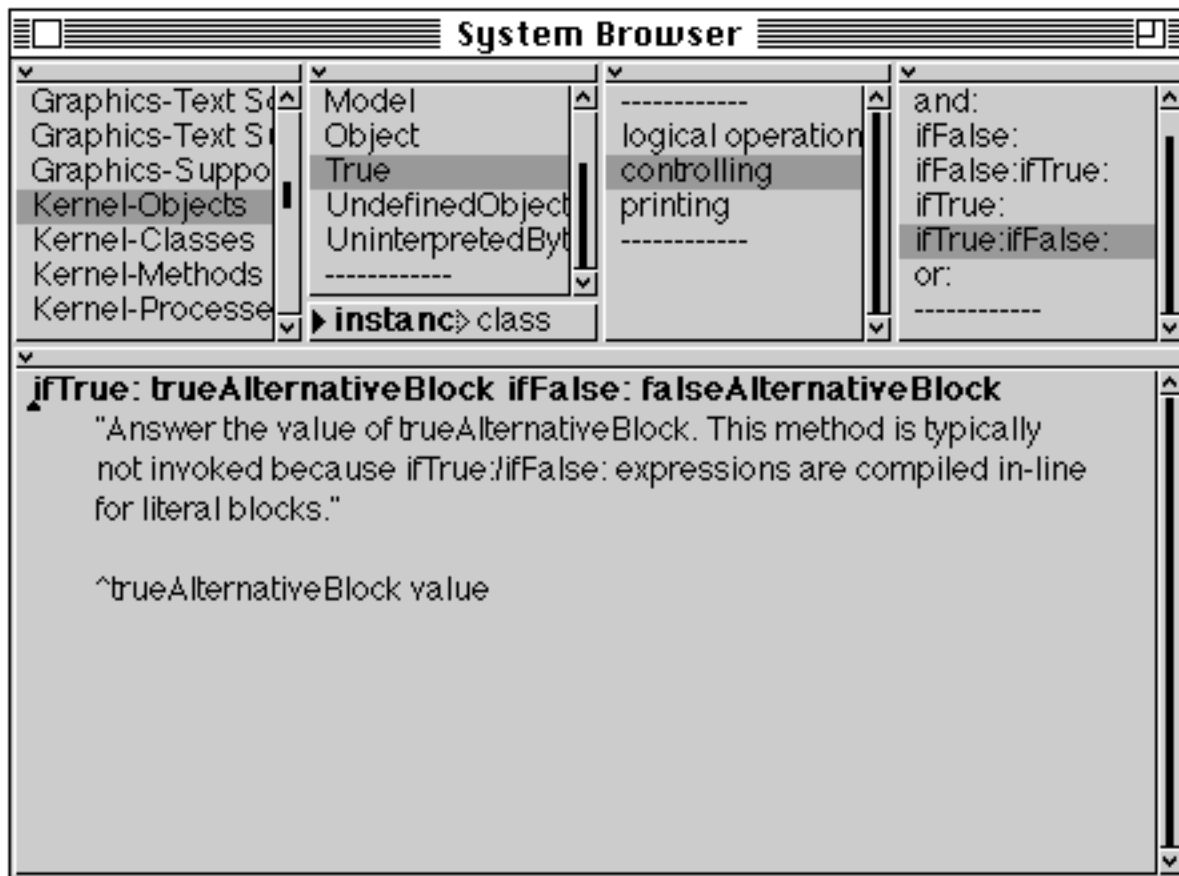 System Browser
Graphics-Text Sc
Graphics-Text Su
Graphics-Suppo
Kernel-Objects
Kernel-Classes
Kernel-Methods
Kernel-Processe
Model
Object
True
UndefinedObject
UninterpretedByt
------------
instanc class
------------
logical operation
controlling
printing
------------
and:
ifFalse:
ifFalse:ifTrue:
ifTrue:
ifTrue:ifFalse:
or:
------------
ifTrue: trueAlternativeBlock ifFalse: falseAlternativeBlock
"Answer the value of trueAlternativeBlock. This method is typically
not invoked because ifTrue:/ifFalse: expressions are compiled in-line
for literal blocks."
^trueAlternativeBlock value